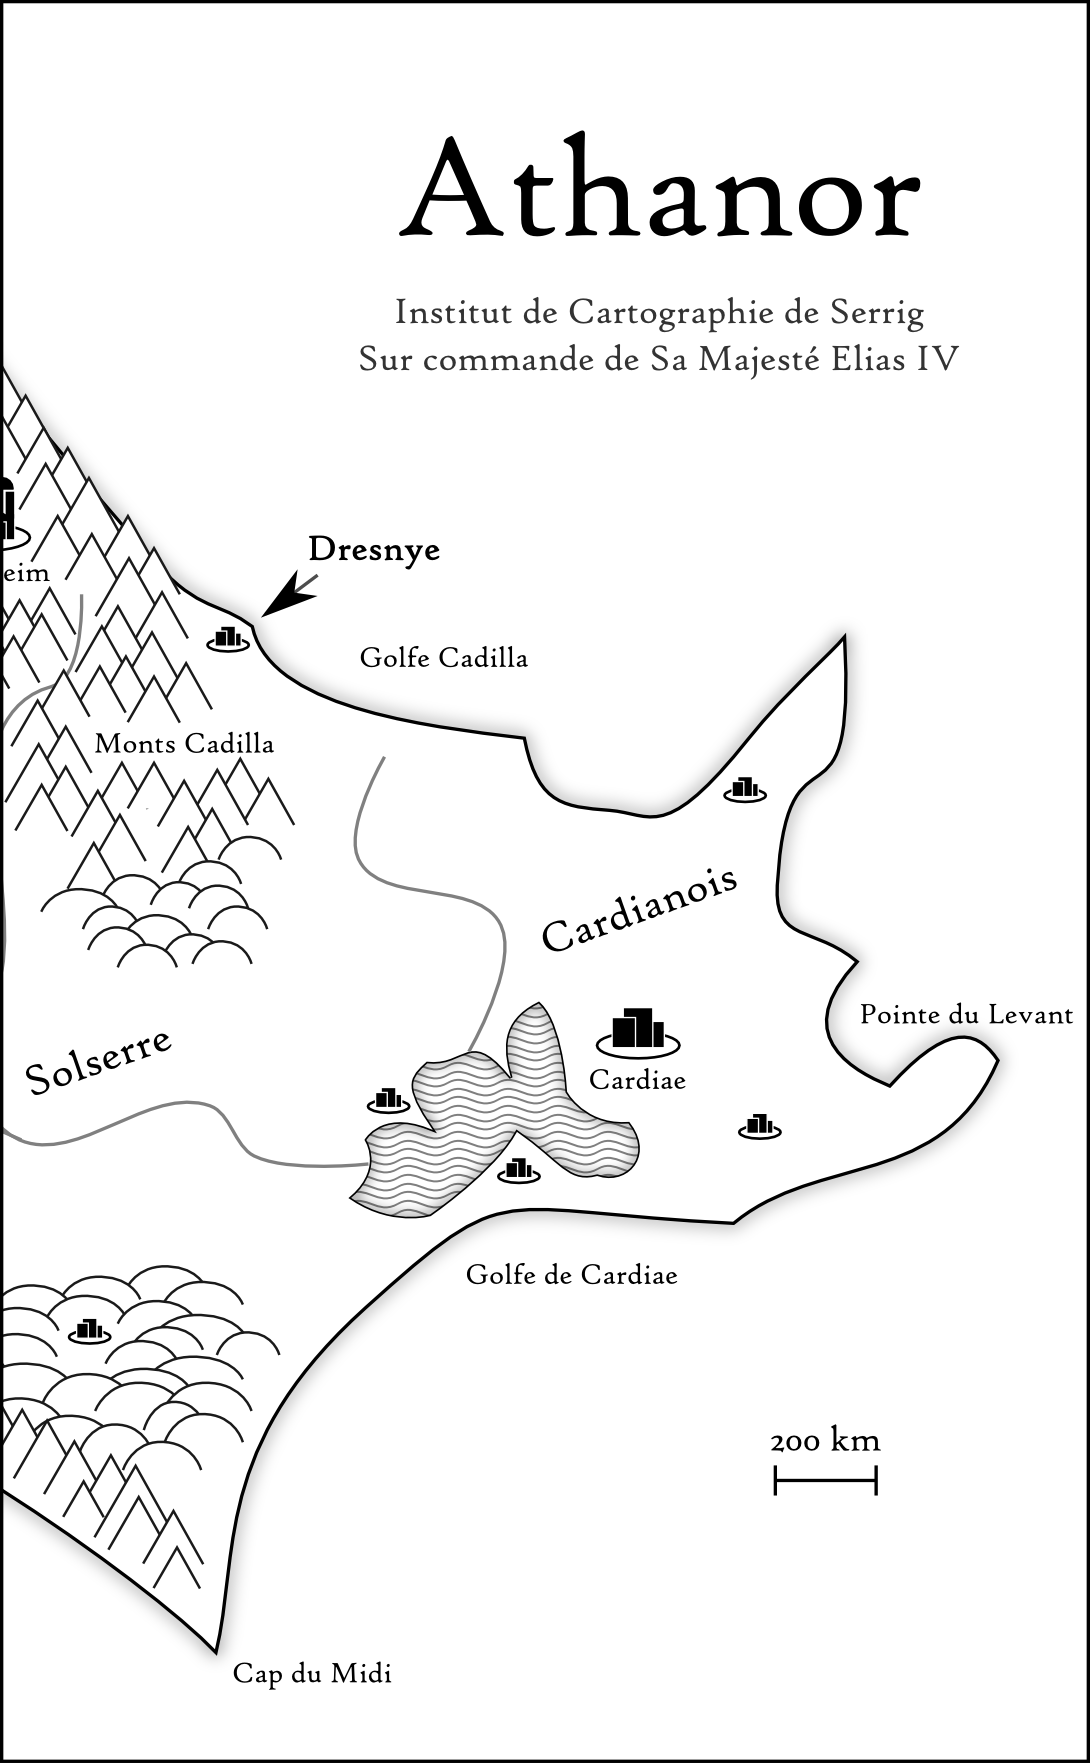 Athanor
Institut de Cartographie de Serrig
Sur commande de Sa Majesté Elias IV
Dresnye
eim
Golfe Cadilla
Monts Cadilla
Cardianois
Pointe du Levant
Solserre
Cardiae
Golfe de Cardiae
200 km
Cap du Midi